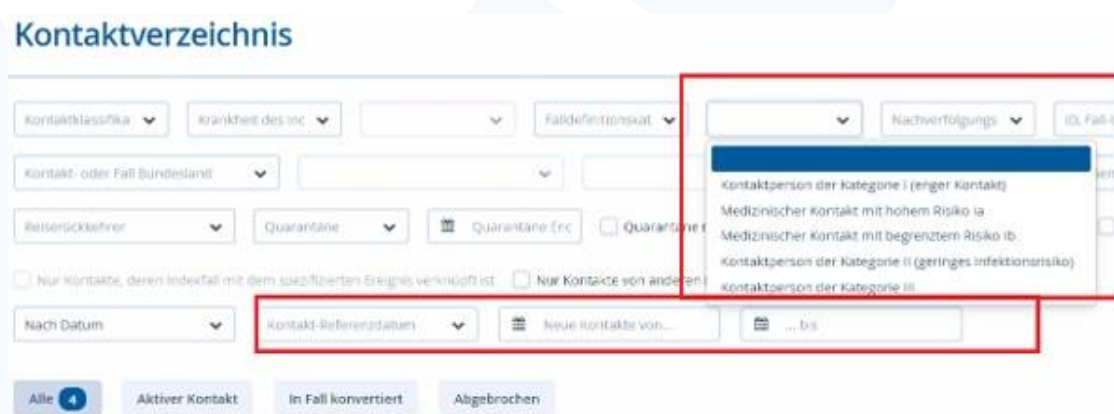 Kontaktverzeichnis
Kontaktklassifika Krankheit des Inc Falldefinitionskat Nachverfolgungs ID, Fall-I
Kontakt- oder Fall Bundesland
Kontaktperson der Kategorie I (enger Kontakt)
Medizinischer Kontakt mit hohem Risiko Ia
Reiserückkehrer Quarantäne Quarantäne Enc Quarantäne
Medizinischer Kontakt mit begrenztem Risiko Ib
Kontaktperson der Kategorie II (geringes Infektionsrisiko)
Nur Kontakte, deren Indexfall mit dem spezifizierten Ereignis verknüpft ist Nur Kontakte von anderen
Kontaktperson der Kategorie III
Nach Datum Kontakt-Referenzdatum Neue Kontakte von... ... bis
Alle 4 Aktiver Kontakt In Fall konvertiert Abgebrochen